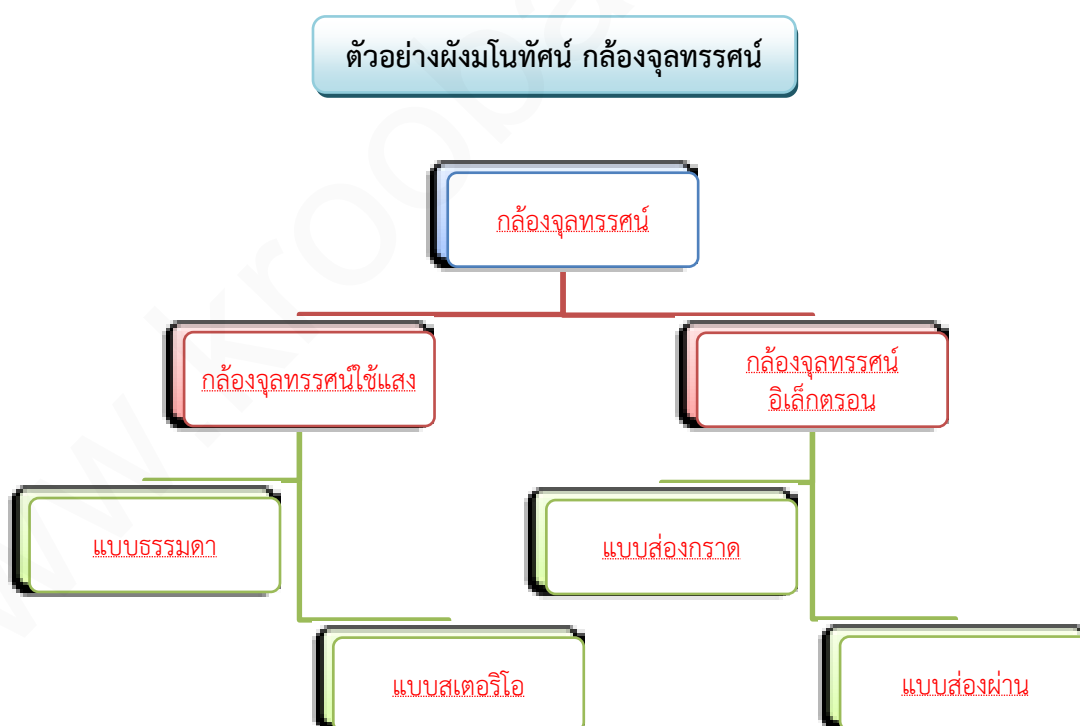 ตัวอย่างผังมโนทัศน์ กล้องจุลทรรศน์
กล้องจุลทรรศน์
กล้องจุลทรรศน์ใช้แสง
กล้องจุลทรรศน์
อิเล็กตรอน
แบบธรรมดา
แบบส่องกราด
แบบสเตอริโอ
แบบส่องผ่าน